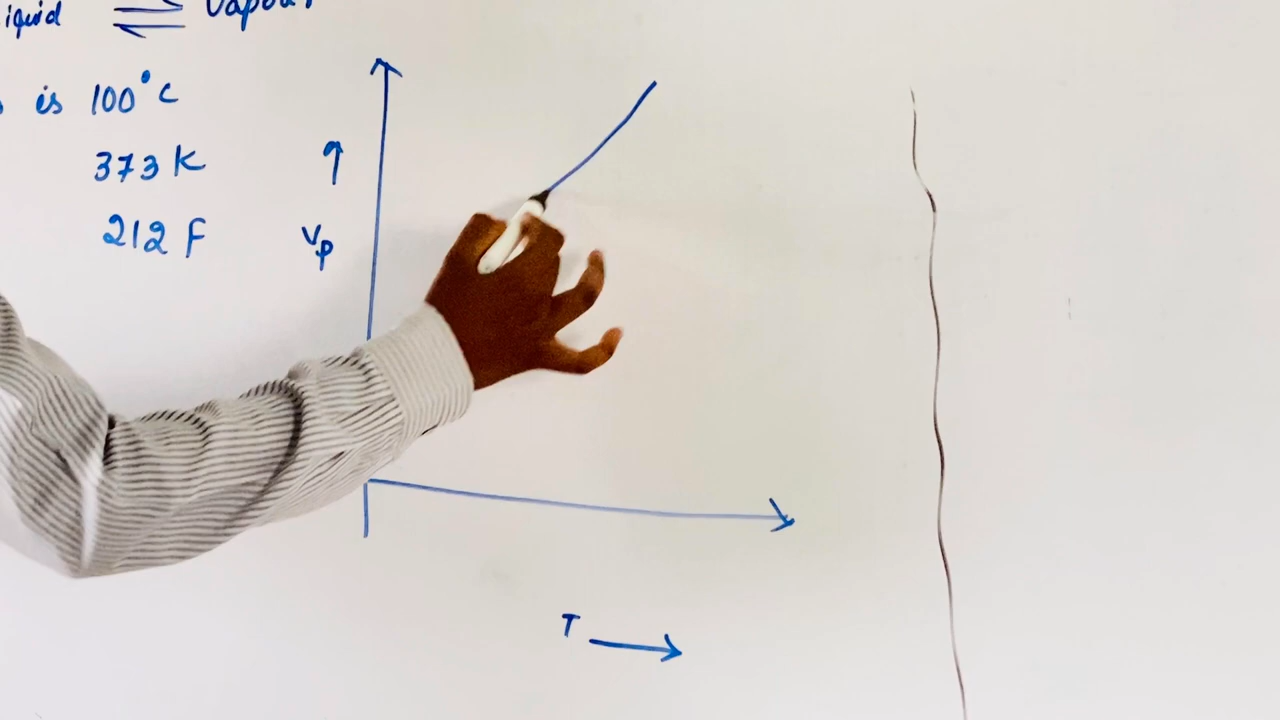 iquid ⇌ Vapour
is 100°C
373 K
212 F
↑
Vp
T →